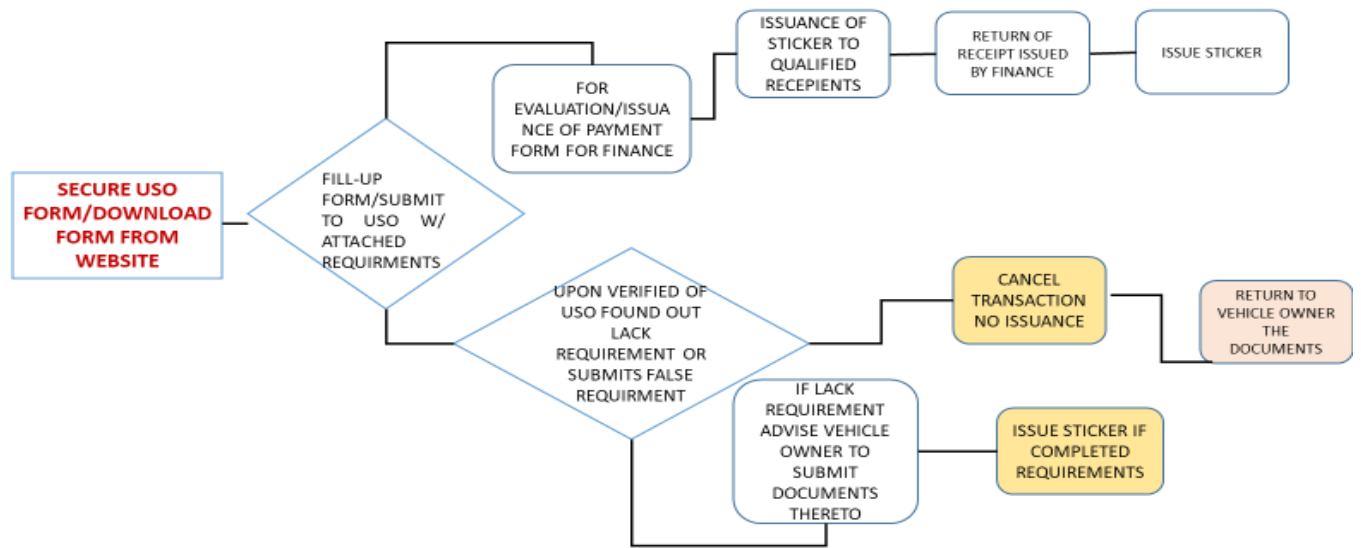 SECURE USO
FORM/DOWNLOAD
FORM FROM
WEBSITE
FILL-UP
FORM/SUBMIT
TO USO W/
ATTACHED
REQUIRMENTS
FOR
EVALUATION/ISSUA
NCE OF PAYMENT
FORM FOR FINANCE
ISSUANCE OF
STICKER TO
QUALIFIED
RECEPIENTS
RETURN OF
RECEIPT ISSUED
BY FINANCE
ISSUE STICKER
UPON VERIFIED OF
USO FOUND OUT
LACK
REQUIREMENT OR
SUBMITS FALSE
REQUIRMENT
CANCEL
TRANSACTION
NO ISSUANCE
RETURN TO
VEHICLE OWNER
THE
DOCUMENTS
IF LACK
REQUIREMENT
ADVISE VEHICLE
OWNER TO
SUBMIT
DOCUMENTS
THERETO
ISSUE STICKER IF
COMPLETED
REQUIREMENTS